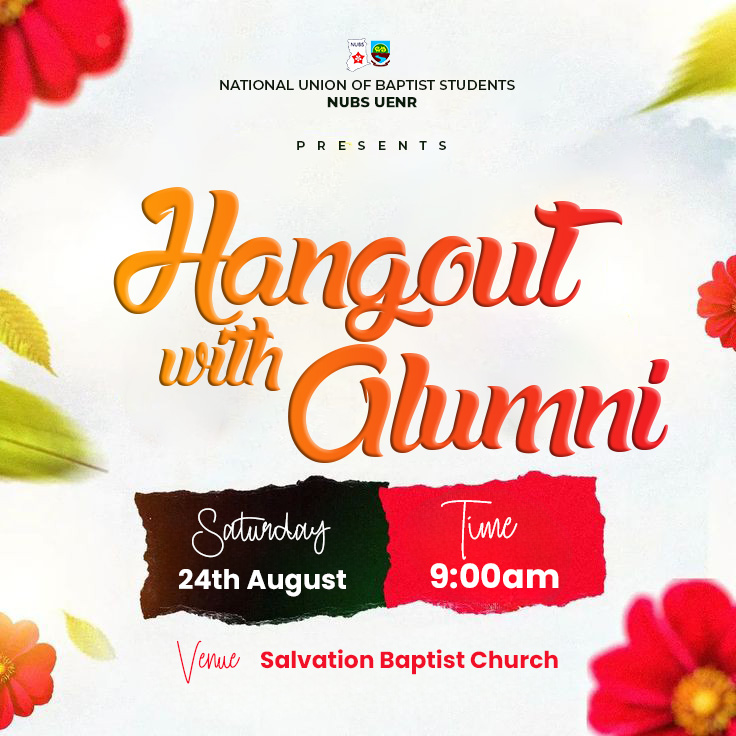 NUBS
NATIONAL UNION OF BAPTIST STUDENTS
NUBS UENR
PRESENTS
Hangout
with
Alumni
Saturday
24th August
Time
9:00am
Venue Salvation Baptist Church